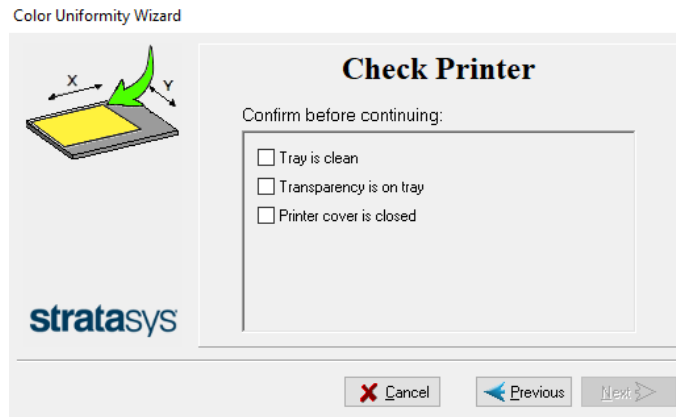 Color Uniformity Wizard
X
Y
Check Printer
Confirm before continuing:
Tray is clean
Transparency is on tray
Printer cover is closed
stratasys
Cancel
Previous
Next